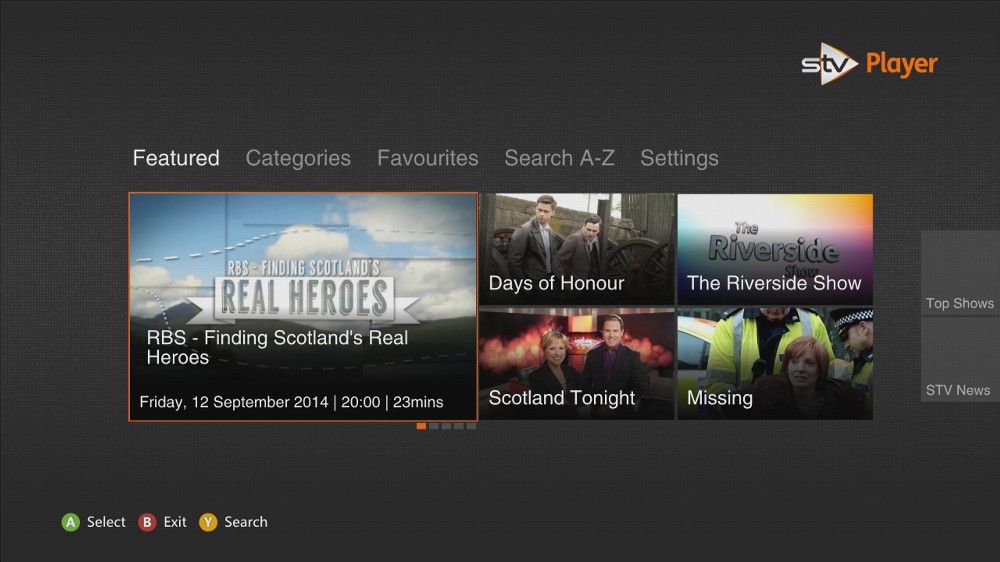 stv Player
Featured Categories Favourites Search A-Z Settings
RBS - FINDING SCOTLAND'S
REAL HEROES
RBS - Finding Scotland's Real
Heroes
Friday, 12 September 2014 | 20:00 | 23mins
Days of Honour
The
Riverside
Show
The Riverside Show
Scotland Tonight
Missing
Top Shows
STV News
A Select B Exit Y Search